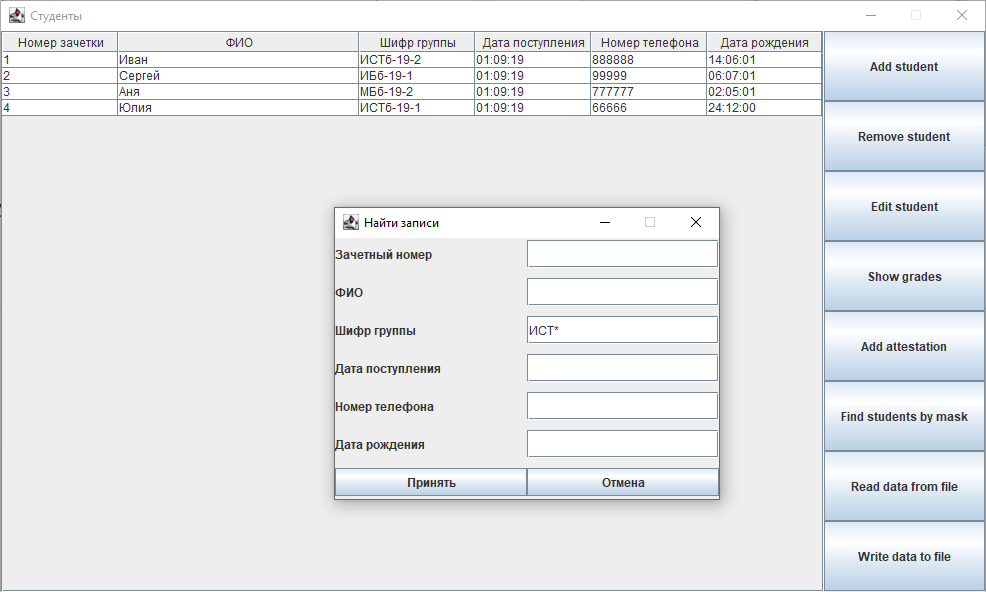 Студенты
Номер зачетки ФИО Шифр группы Дата поступления Номер телефона Дата рождения
1 Иван ИСТб-19-2 01:09:19 888888 14:06:01
2 Сергей ИБб-19-1 01:09:19 99999 06:07:01
3 Аня МБб-19-2 01:09:19 777777 02:05:01
4 Юлия ИСТб-19-1 01:09:19 66666 24:12:00
Add student
Remove student
Edit student
Show grades
Add attestation
Find students by mask
Read data from file
Write data to file
Найти записи
Зачетный номер
ФИО
Шифр группы ИСТ*
Дата поступления
Номер телефона
Дата рождения
Принять Отмена